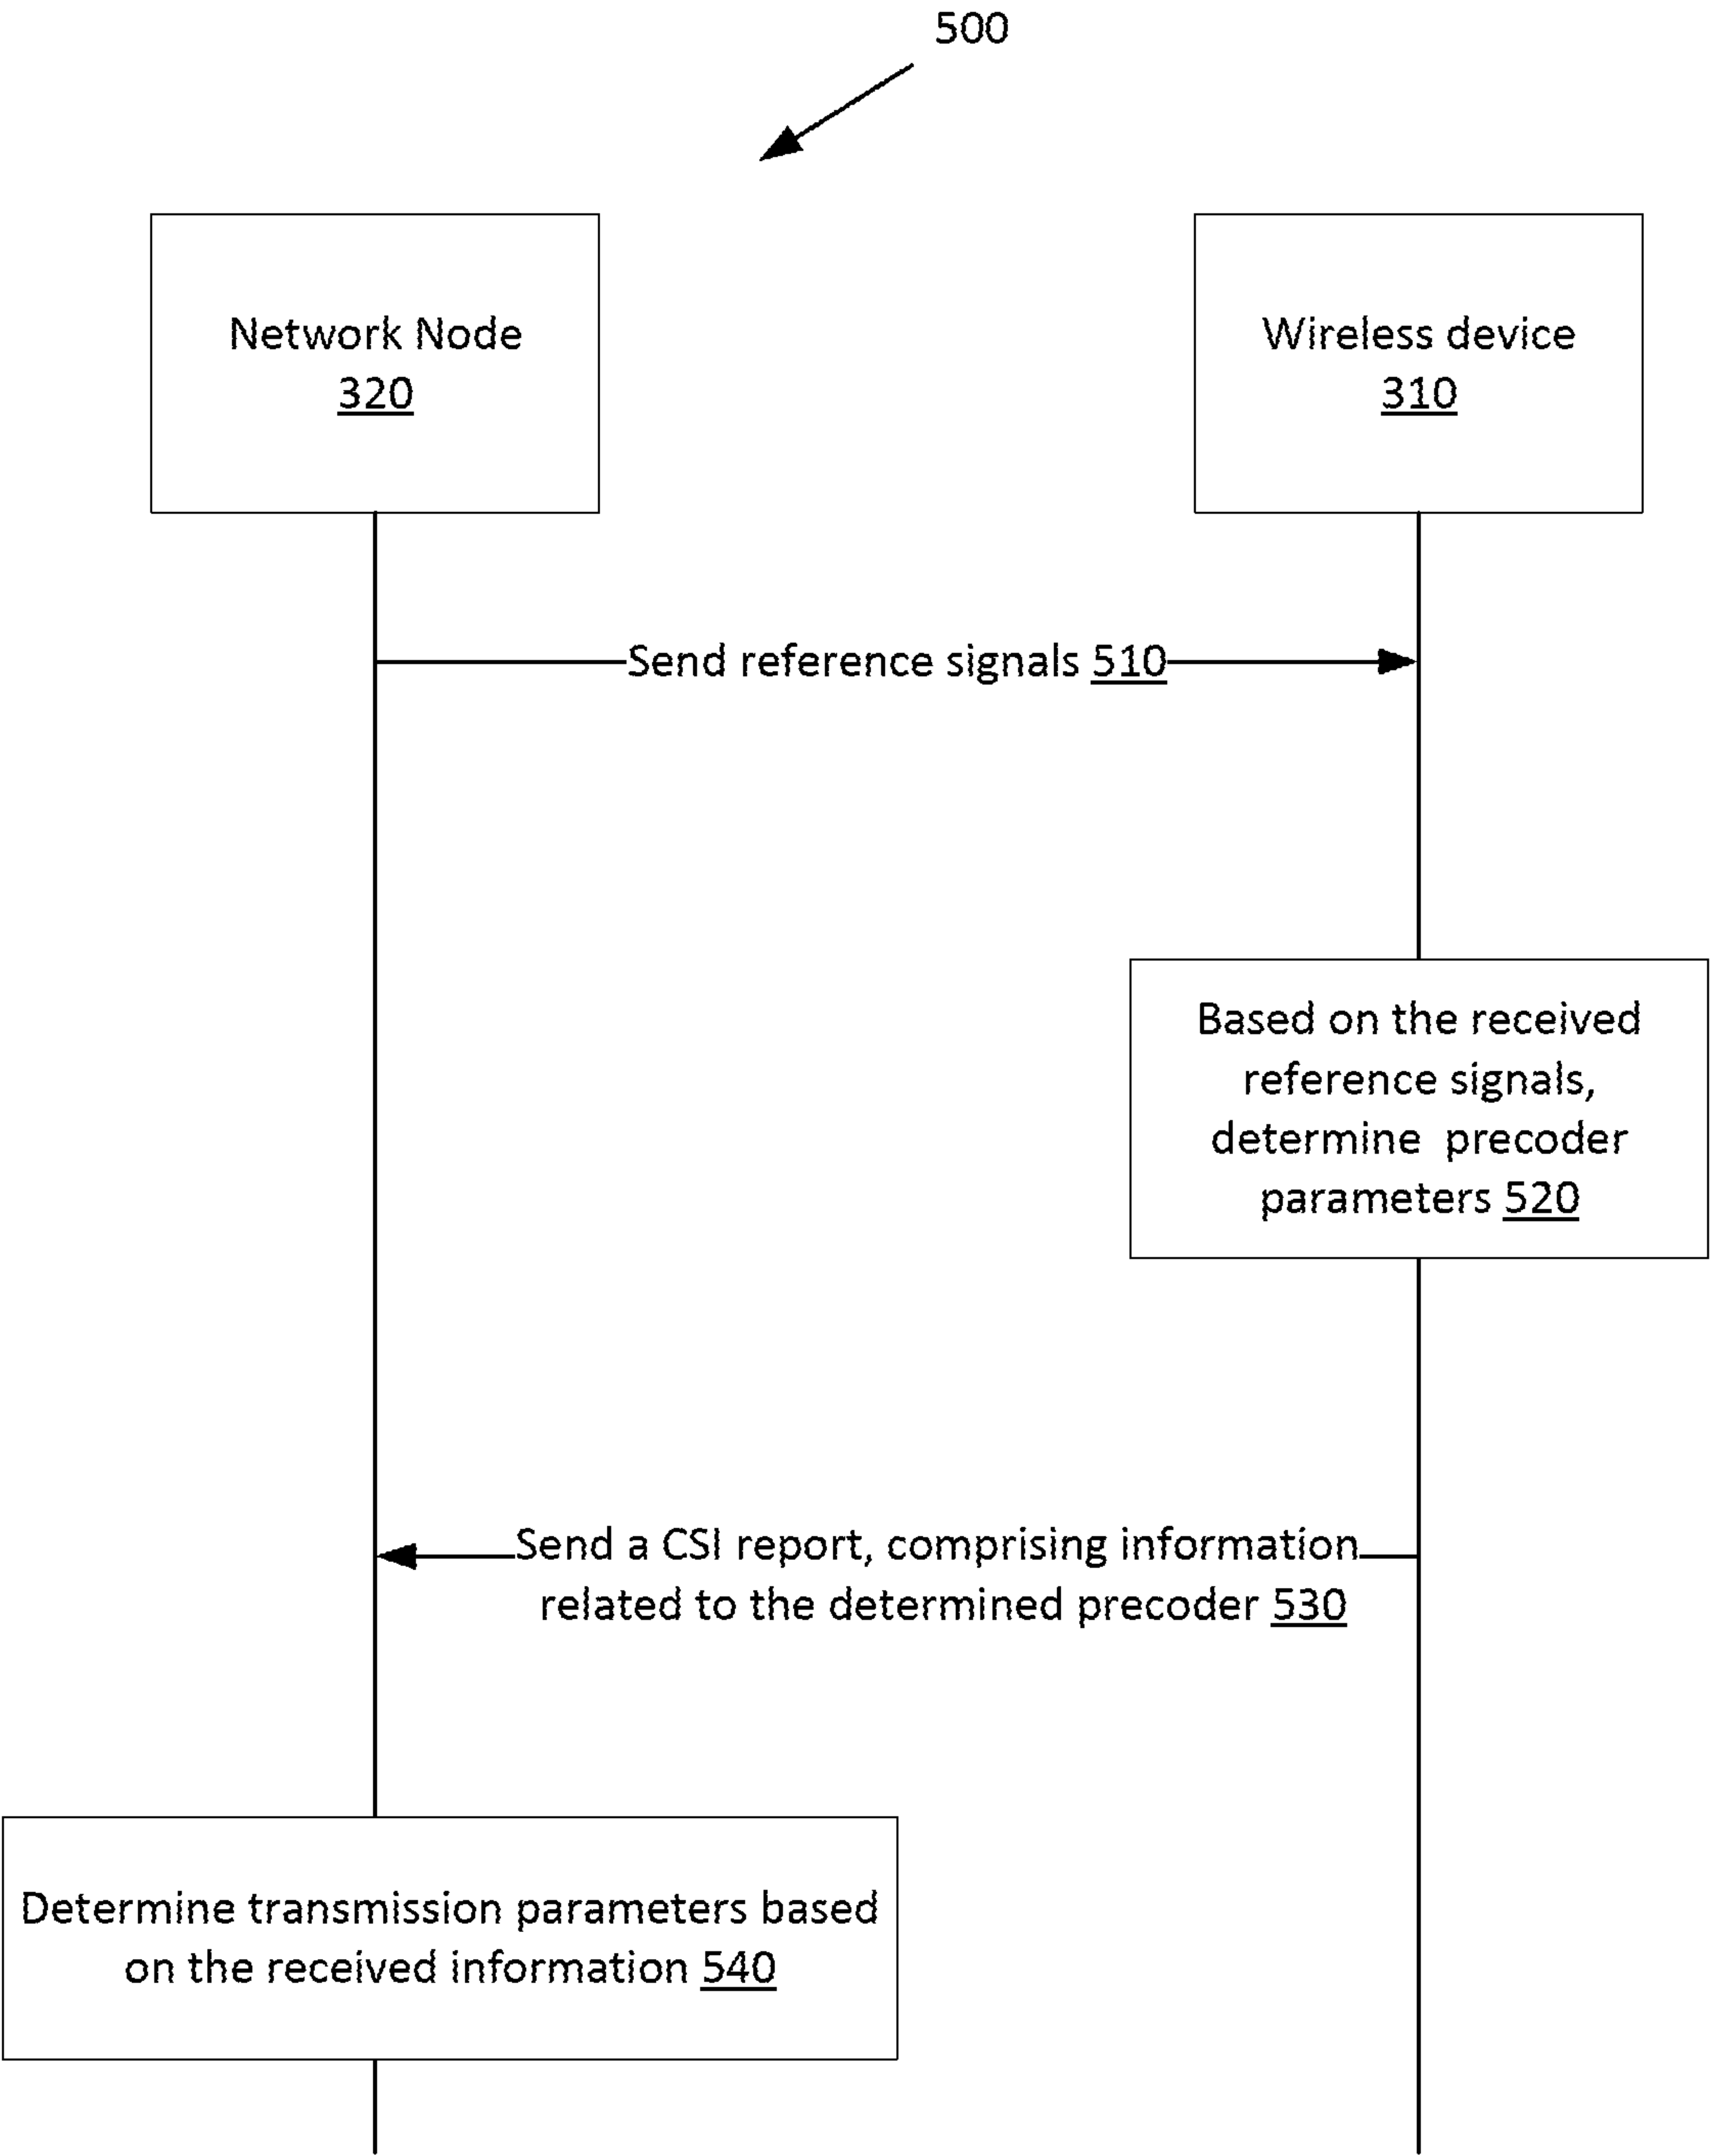 500
Network Node
320
Wireless device
310
Send reference signals 510
Based on the received
reference signals,
determine precoder
parameters 520
Send a CSI report, comprising information
related to the determined precoder 530
Determine transmission parameters based
on the received information 540